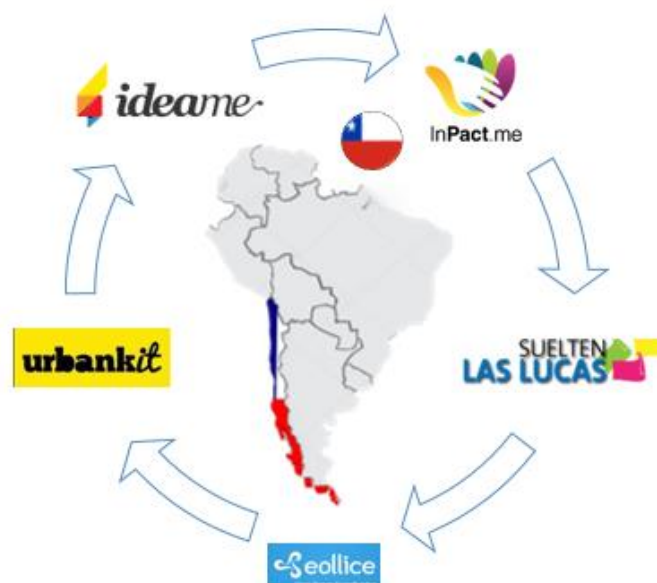 ideame
InPact.me
SUELTEN
LAS LUCAS
eollice
urbankit